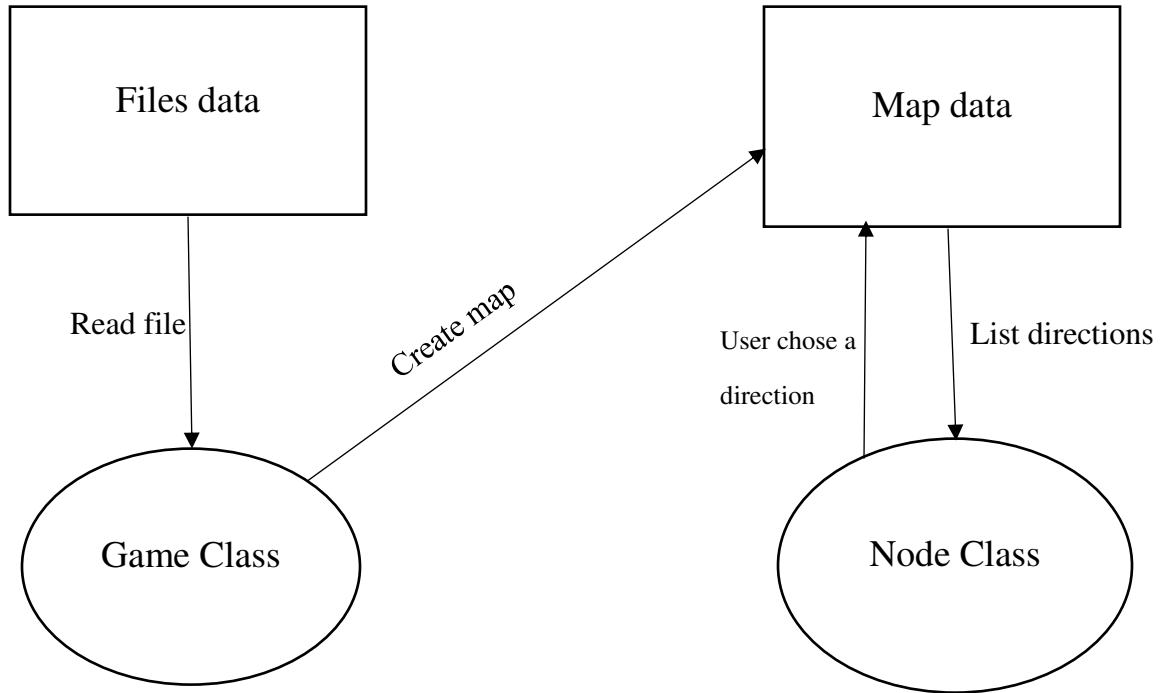 Files data
Map data
Read file
Create map
User chose a
direction
List directions
Game Class
Node Class